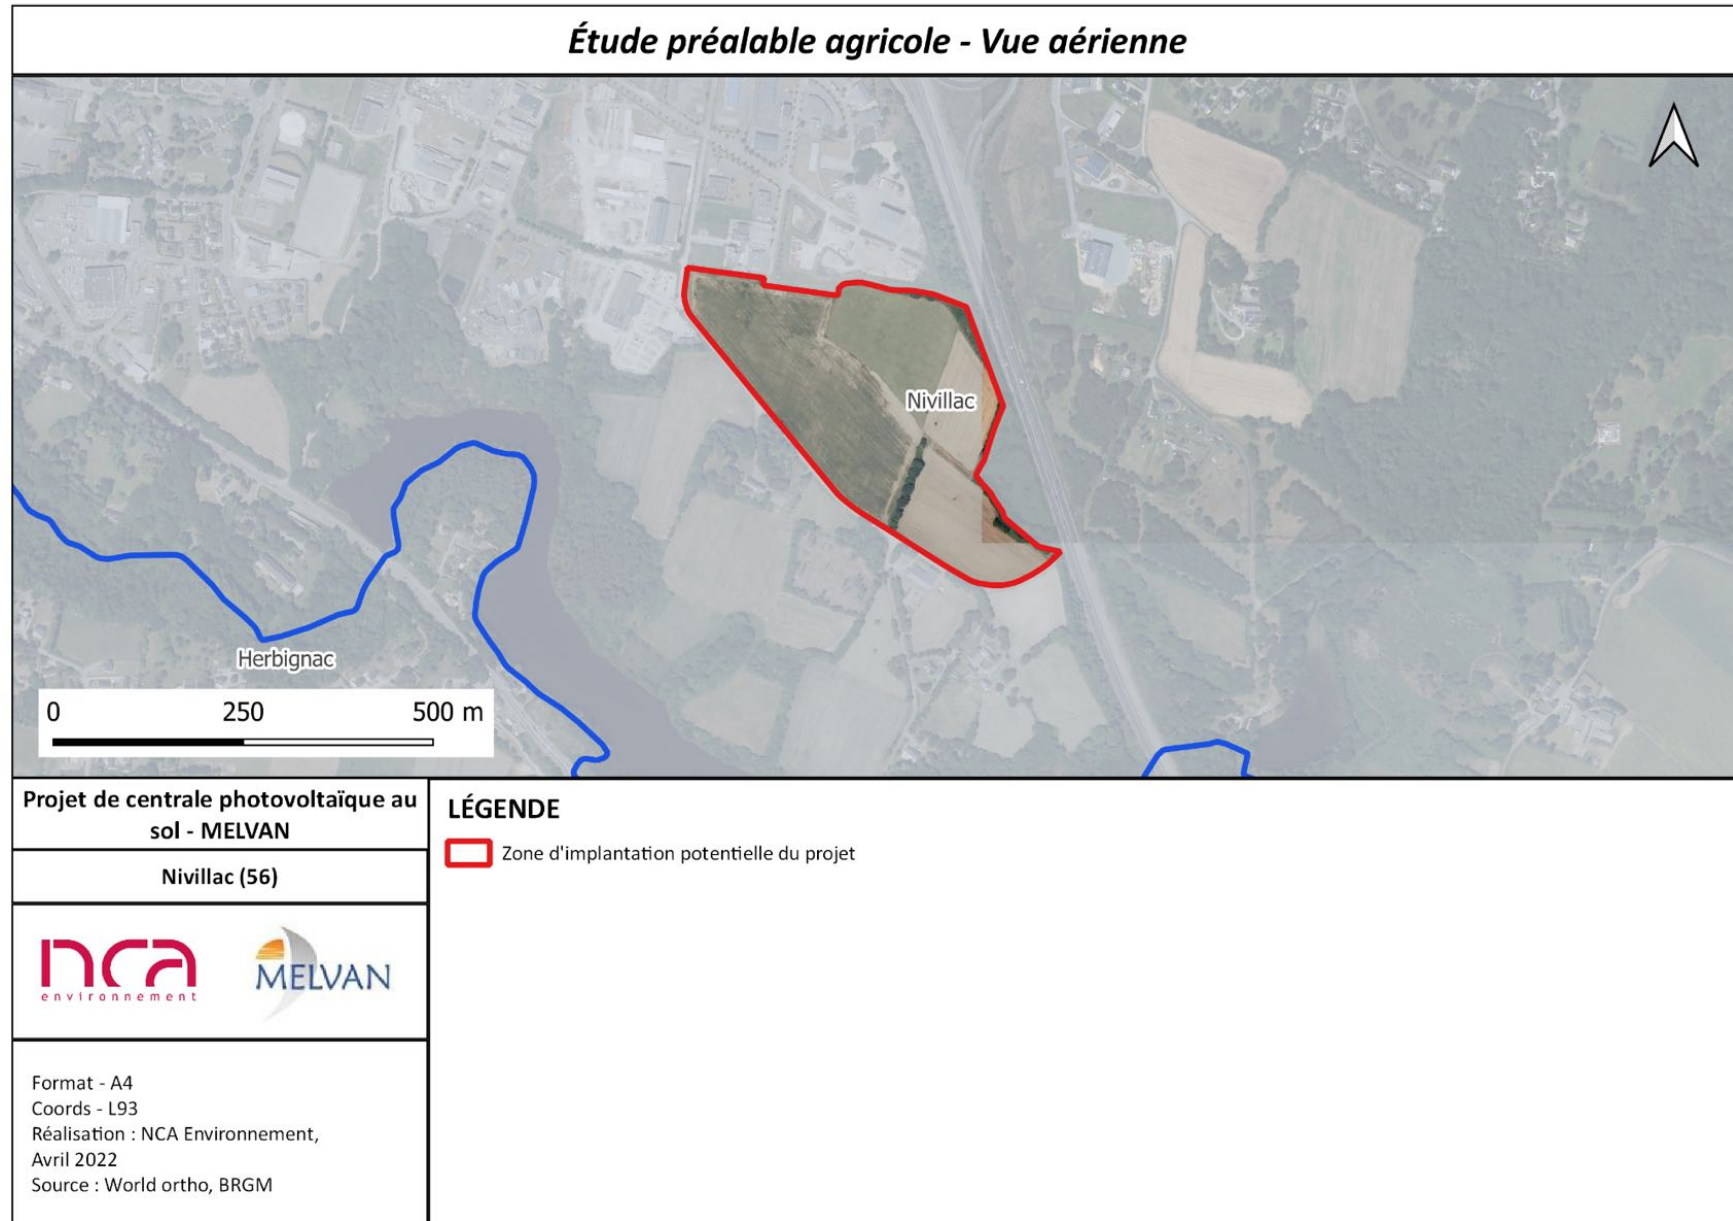 Étude préalable agricole - Vue aérienne
Nivillac
Herbignac
0 250 500 m
Projet de centrale photovoltaïque au
sol - MELVAN
Nivillac (56)
nca
environnement
MELVAN
Format - A4
Coords - L93
Réalisation : NCA Environnement,
Avril 2022
Source : World ortho, BRGM
LÉGENDE
Zone d'implantation potentielle du projet